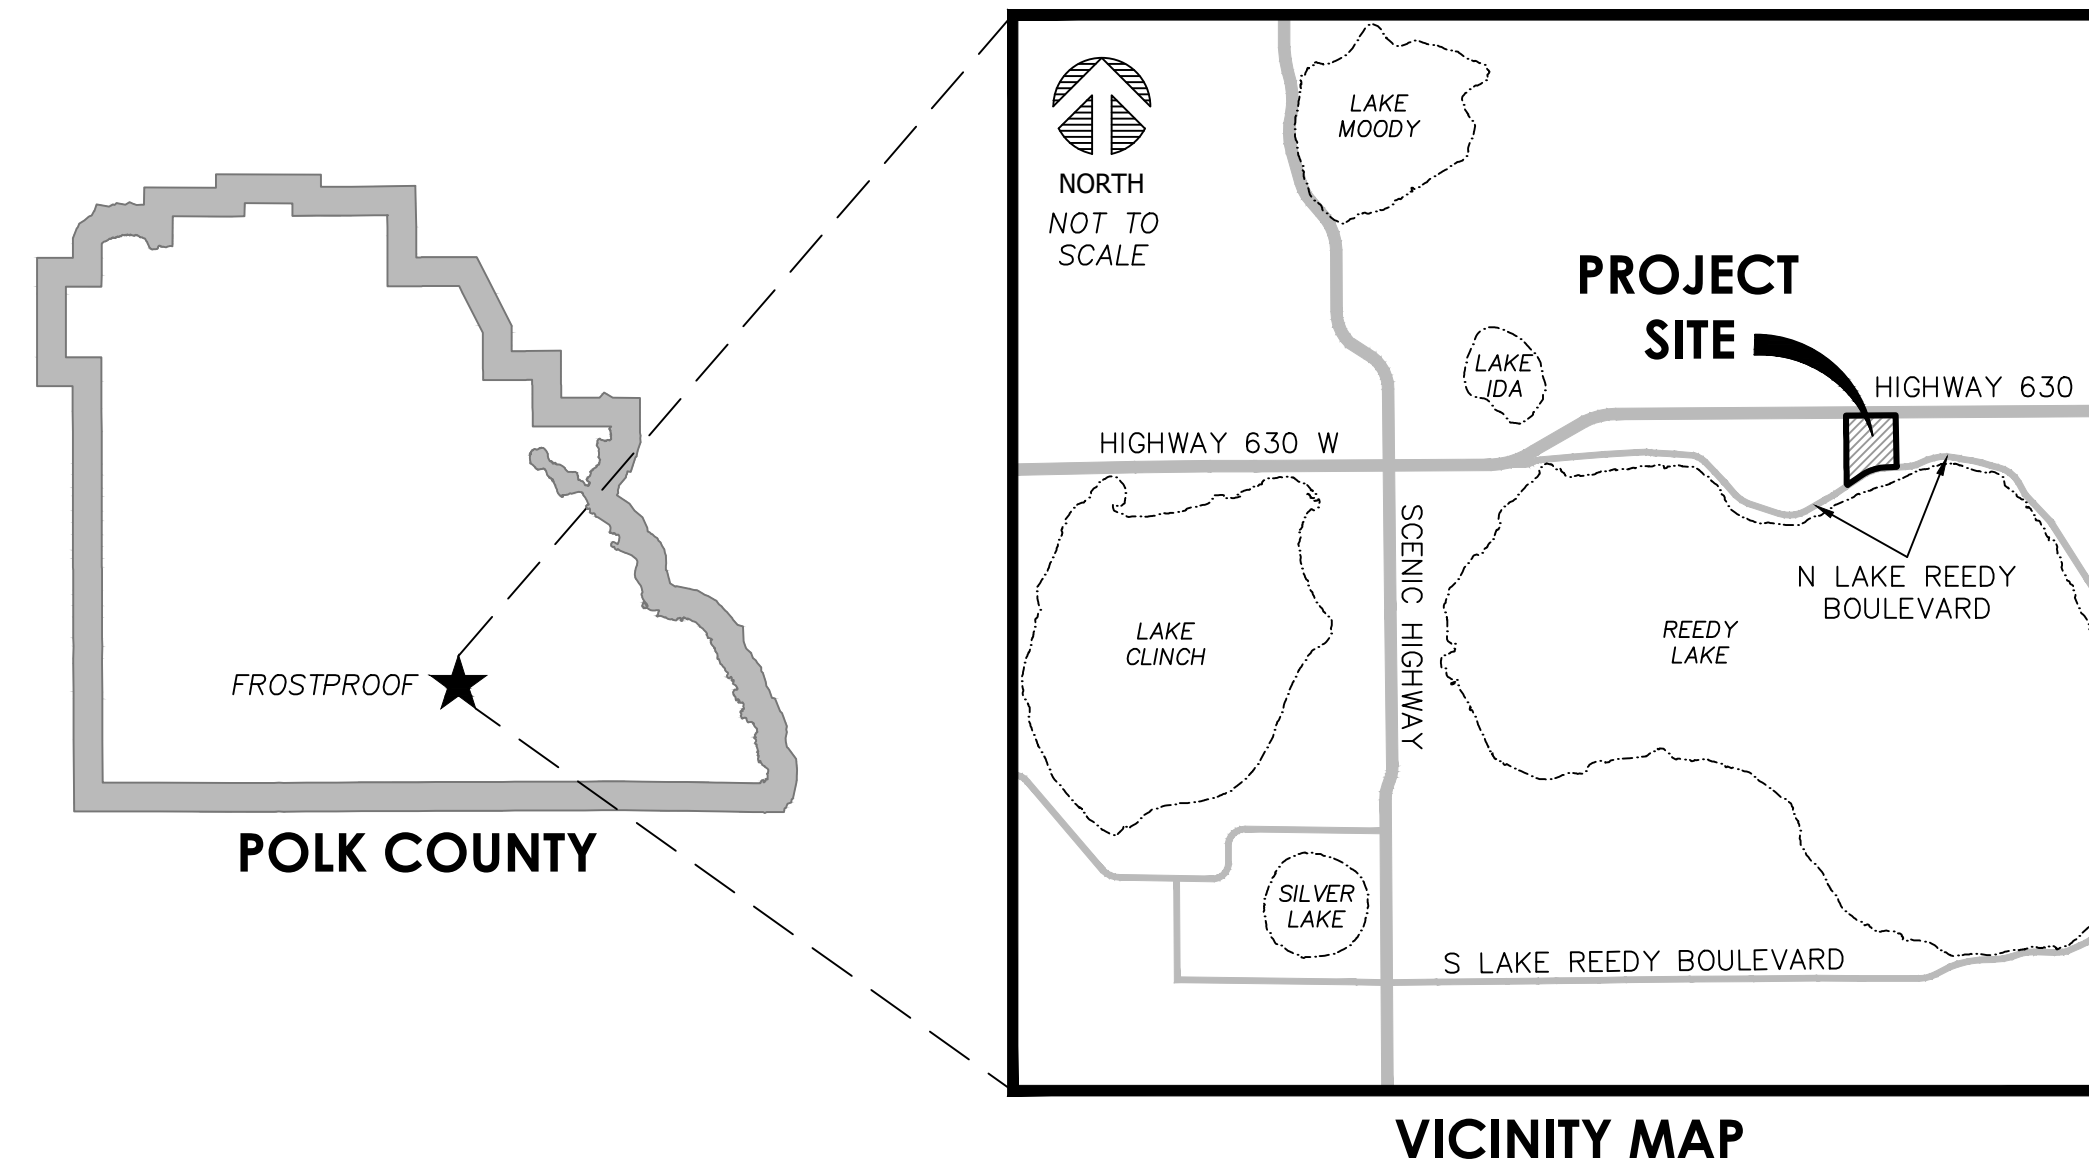 NORTH
NOT TO
SCALE
LAKE
MOODY
PROJECT
SITE
LAKE
IDA
HIGHWAY 630
HIGHWAY 630 W
SCENIC HIGHWAY
N LAKE REEDY
BOULEVARD
LAKE
CLINCH
REEDY
LAKE
FROSTPROOF
POLK COUNTY
SILVER
LAKE
S LAKE REEDY BOULEVARD
VICINITY MAP